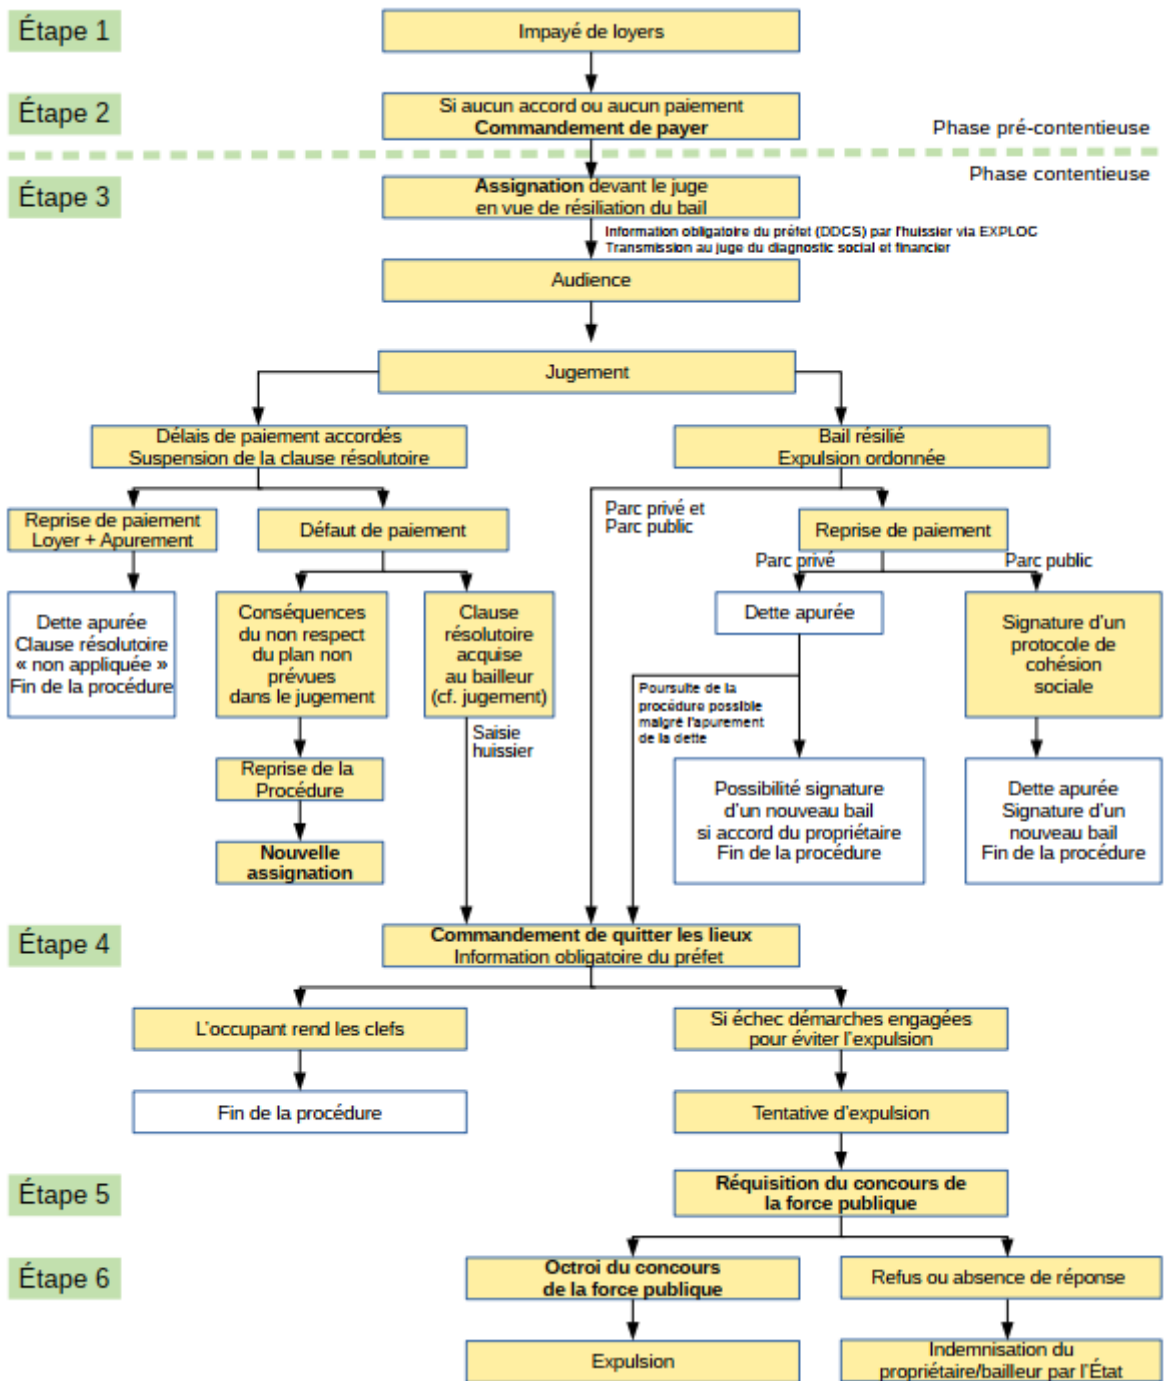 Étape 1
Impayé de loyers
Étape 2
Si aucun accord ou aucun paiement
Commandement de payer
Phase pré-contentieuse
Phase contentieuse
Étape 3
Assignation devant le juge
en vue de résiliation du bail
Information obligatoire du préfet (DDCS) par l'huissier via EXPLOC
Transmission au juge du diagnostic social et financier
Audience
Jugement
Délais de paiement accordés
Suspension de la clause résolutoire
Bail résilié
Expulsion ordonnée
Reprise de paiement
Loyer + Apurement
Défaut de paiement
Parc privé et
Parc public
Reprise de paiement
Parc privé
Parc public
Dette apurée
Clause résolutoire
« non appliquée »
Fin de la procédure
Conséquences
du non respect
du plan non
prévues
dans le jugement
Clause
résolutoire
acquise
au bailleur
(cf. jugement)
Dette apurée
Signature d'un
protocole de
cohésion
sociale
Saisie
huissier
Poursuite de la
procédure possible
malgré l'apurement
de la dette
Reprise de la
Procédure
Nouvelle
assignation
Possibilité signature
d'un nouveau bail
si accord du propriétaire
Fin de la procédure
Dette apurée
Signature d'un
nouveau bail
Fin de la procédure
Étape 4
Commandement de quitter les lieux
Information obligatoire du préfet
L'occupant rend les clefs
Si échec démarches engagées
pour éviter l'expulsion
Fin de la procédure
Tentative d'expulsion
Étape 5
Réquisition du concours de
la force publique
Étape 6
Octroi du concours
de la force publique
Refus ou absence de réponse
Expulsion
Indemnisation du
propriétaire/bailleur par l'État